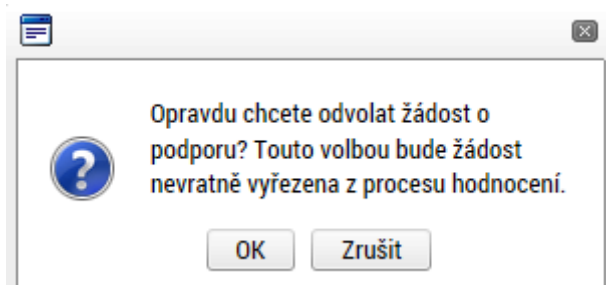 Opravdu chcete odvolat žádost o
podporu? Touto volbou bude žádost
nevratně vyřezena z procesu hodnocení.
OK
Zrušit